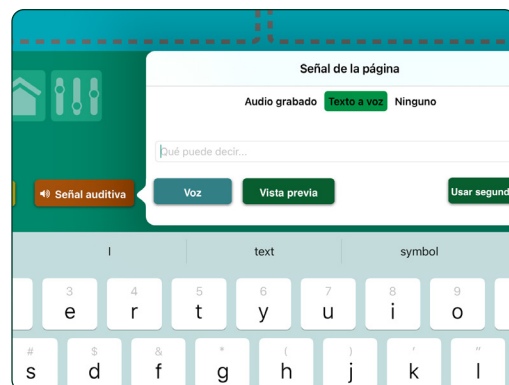 Señal de la página
Audio grabado Texto a voz Ninguno
Qué puede decir...
Señal auditiva Voz Vista previa Usar segund
I text symbol
3 4 5 6 7 8 9
e r t y u i o
# $ & * ( ) ' "
s d f g h j k l